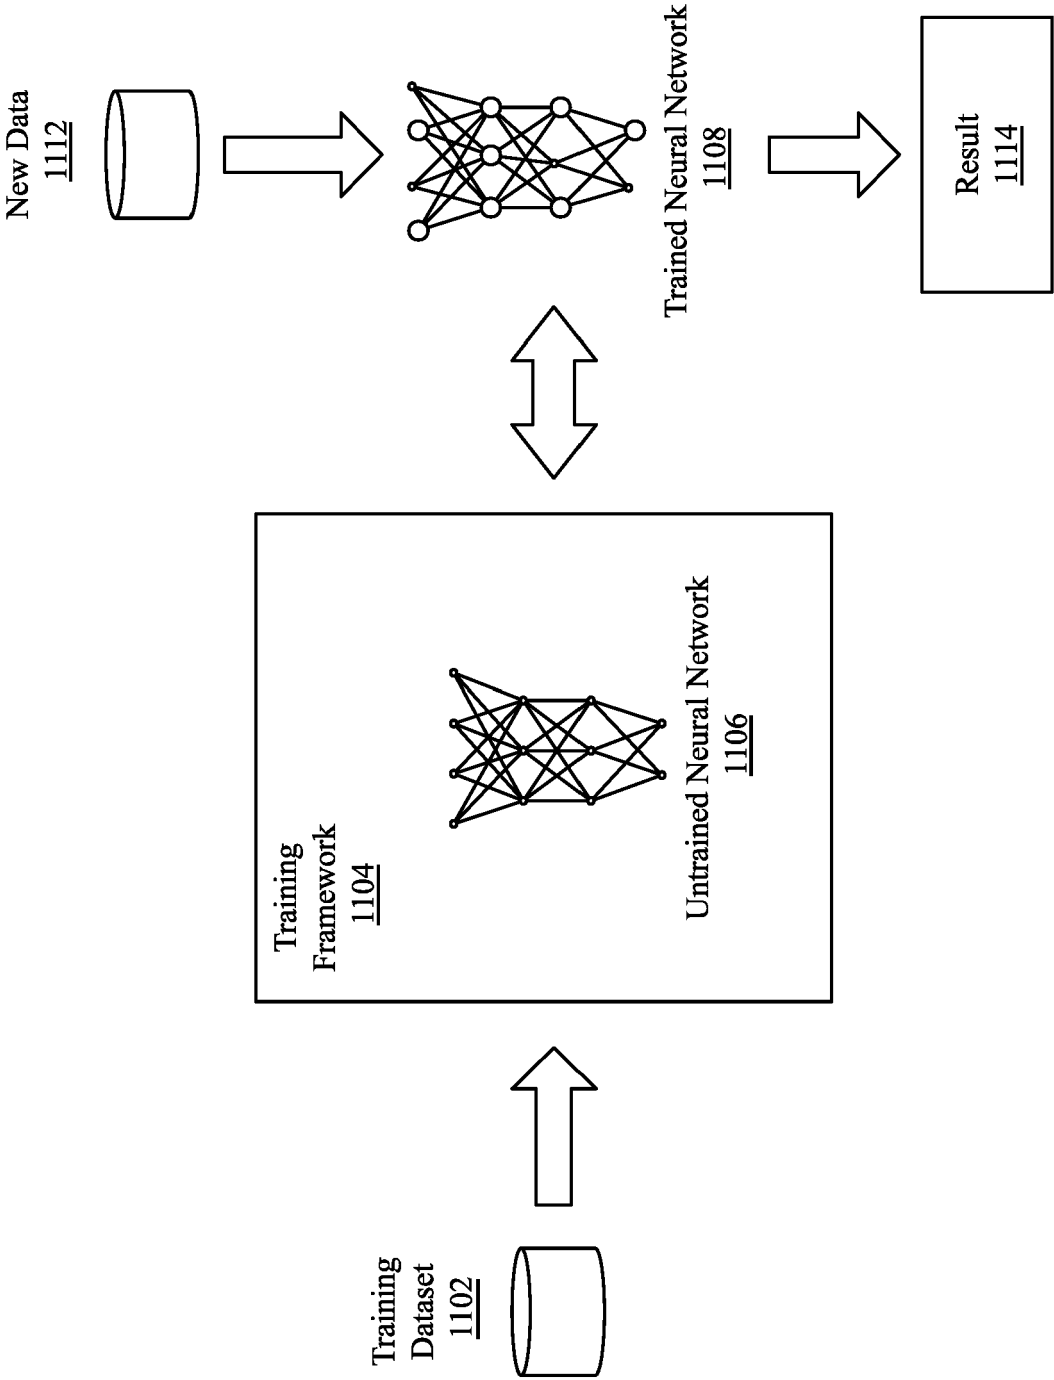 Training
Dataset
1102
Training
Framework
1104
Untrained Neural Network
1106
New Data
1112
Trained Neural Network
1108
Result
1114